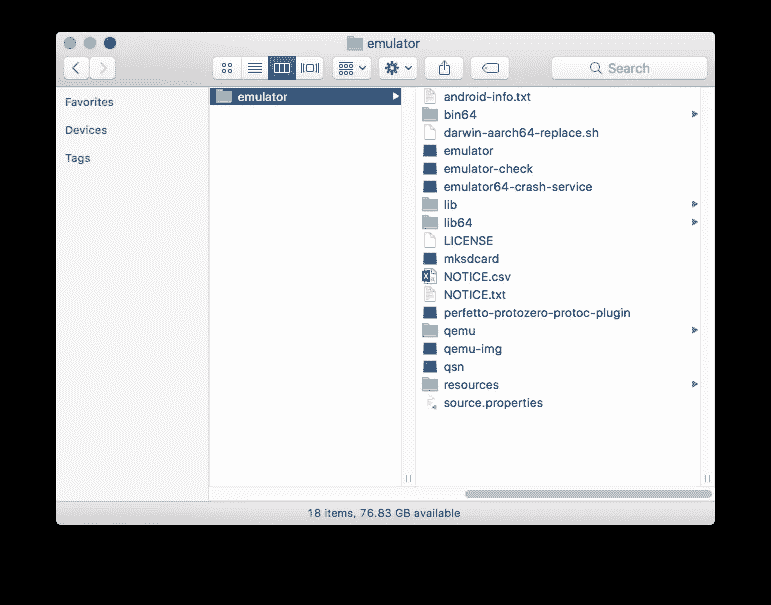 emulator
Search
Favorites
Devices
Tags
emulator
android-info.txt
bin64
darwin-aarch64-replace.sh
emulator
emulator-check
emulator64-crash-service
lib
lib64
LICENSE
mksdcard
NOTICE.csv
NOTICE.txt
perfetto-protozero-protoc-plugin
qemu
qemu-img
qsn
resources
source.properties
18 items, 76.83 GB available